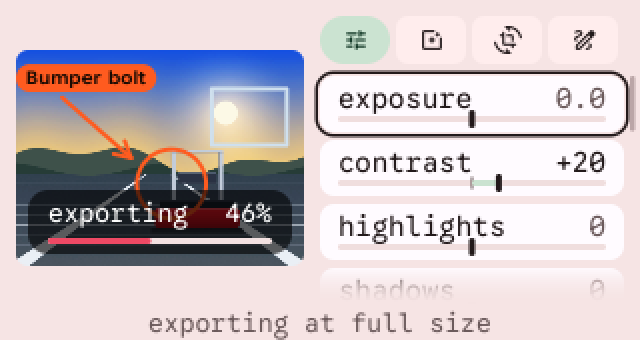 Bumper bolt
exporting 46%
exposure 0.0
contrast +20
highlights 0
shadows 0
exporting at full size